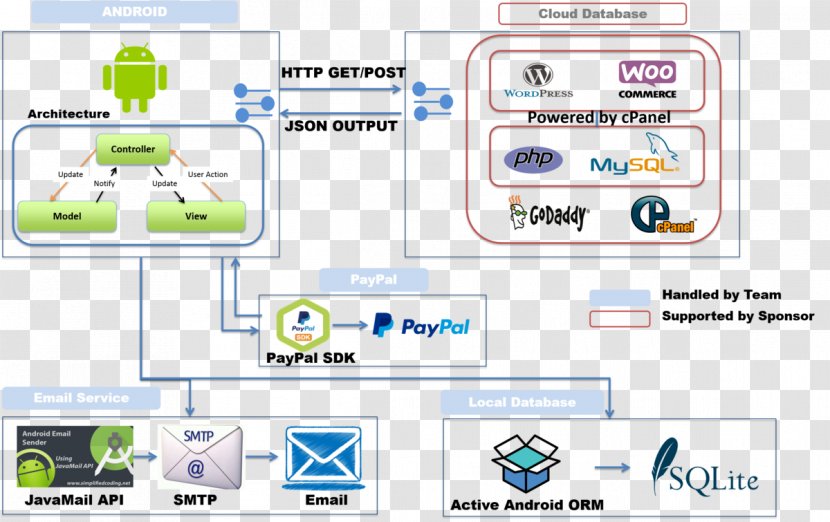 ANDROID
Cloud Database
HTTP GET/POST
JSON OUTPUT
Architecture
Controller
Update
Notify
Update
User Action
Model
View
WORDPRESS
WOO
COMMERCE
Powered by cPanel
php
MySQL
GoDaddy
cPanel
PayPal
PayPal
SDK
PayPal SDK
PayPal
Handled by Team
Supported by Sponsor
Email Service
Android Email
Sender
Using
JavaMail API
www.simplifiedcoding.net
JavaMail API
SMTP
@
SMTP
Email
Local Database
Active Android ORM
SQLite